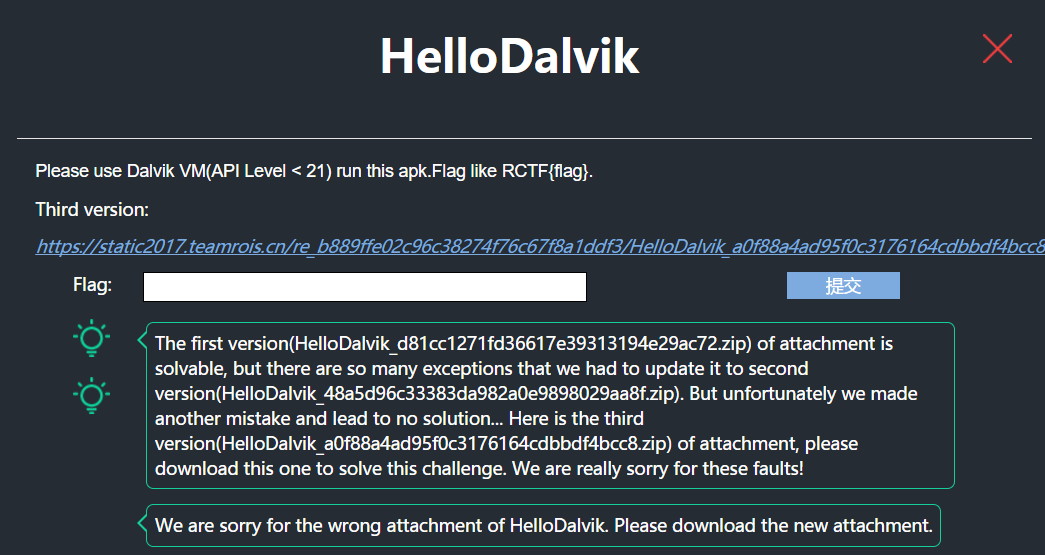 HelloDalvik
Please use Dalvik VM(API Level < 21) run this apk.Flag like RCTF{flag}.
Third version:
https://static2017.teamrois.cn/re_b889ffe02c96c38274f76c67f8a1ddf3/HelloDalvik_a0f88a4ad95f0c3176164cdbbdf4bcc8
Flag:
提交
The first version(HelloDalvik_d81cc1271fd36617e39313194e29ac72.zip) of attachment is
solvable, but there are so many exceptions that we had to update it to second
version(HelloDalvik_48a5d96c33383da982a0e9898029aa8f.zip). But unfortunately we made
another mistake and lead to no solution... Here is the third
version(HelloDalvik_a0f88a4ad95f0c3176164cdbbdf4bcc8.zip) of attachment, please
download this one to solve this challenge. We are really sorry for these faults!
We are sorry for the wrong attachment of HelloDalvik. Please download the new attachment.